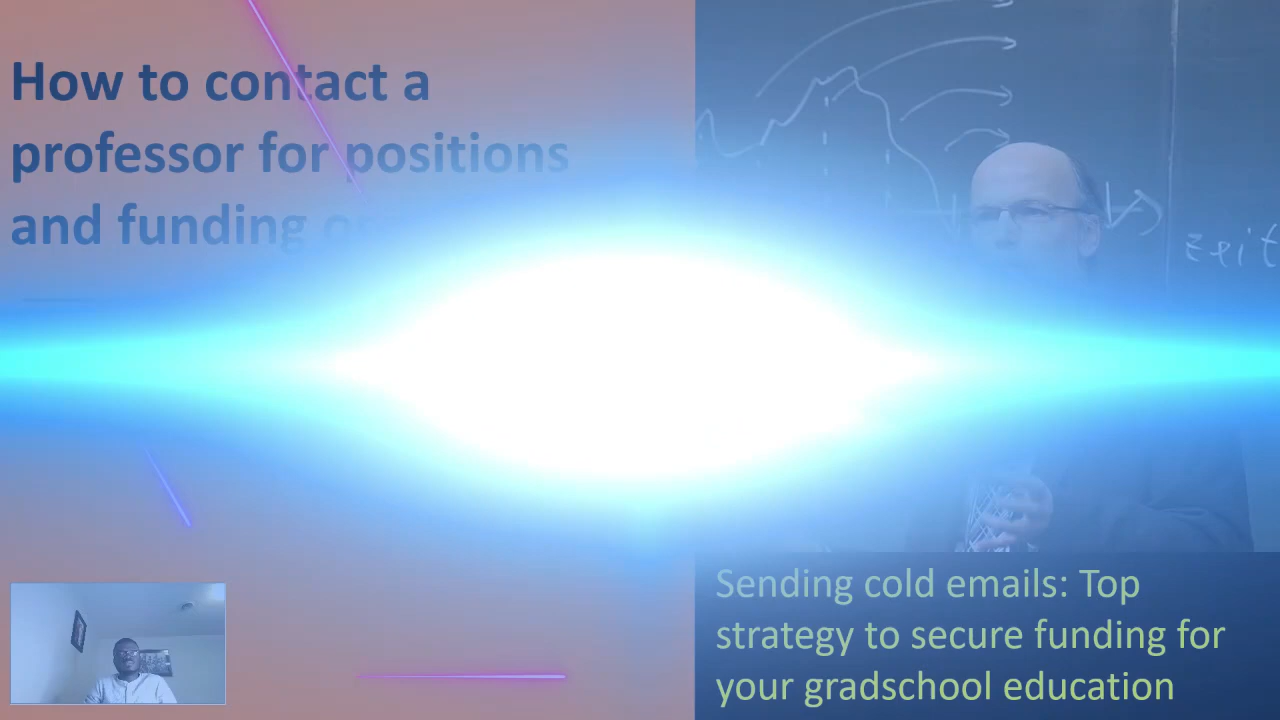 How to contact a
professor for positions
and funding
Exit
Sending cold emails: Top
strategy to secure funding for
your gradschool education